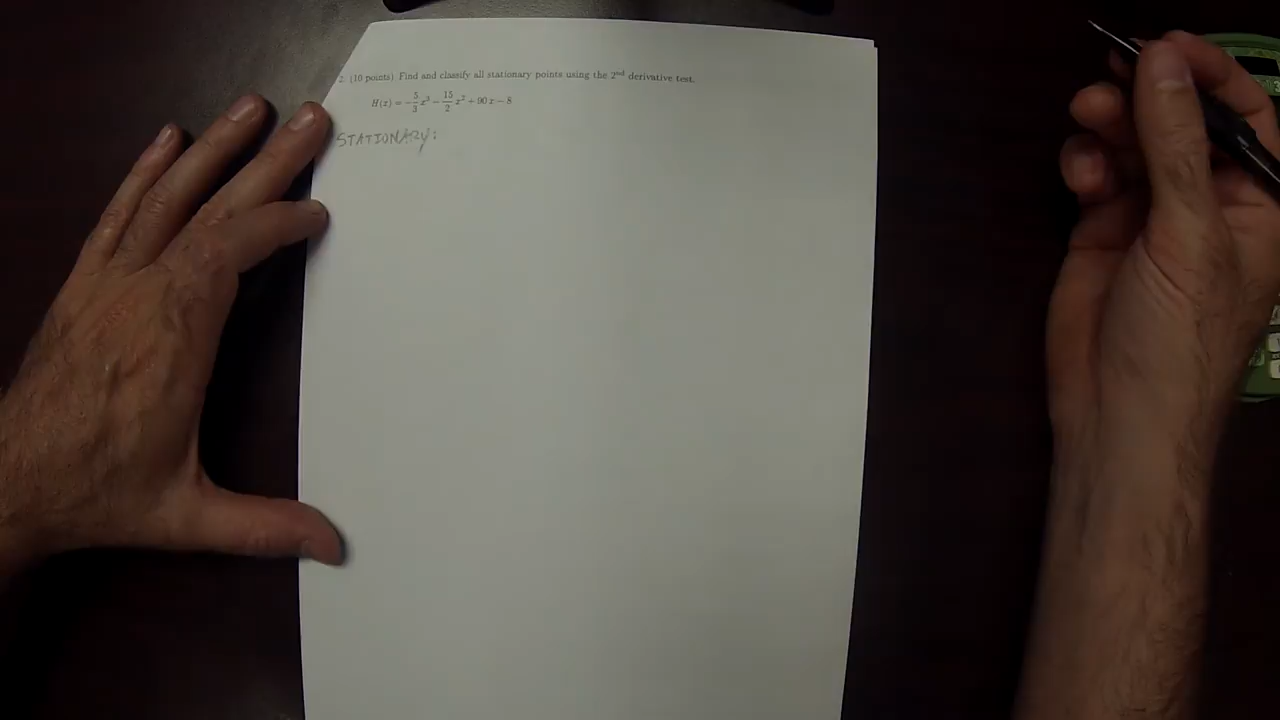 2. (10 points) Find and classify all stationary points using the 2nd derivative test.
H(x) = -5/3 x³ - 15/2 x² + 90 x - 8
STATIONARY: